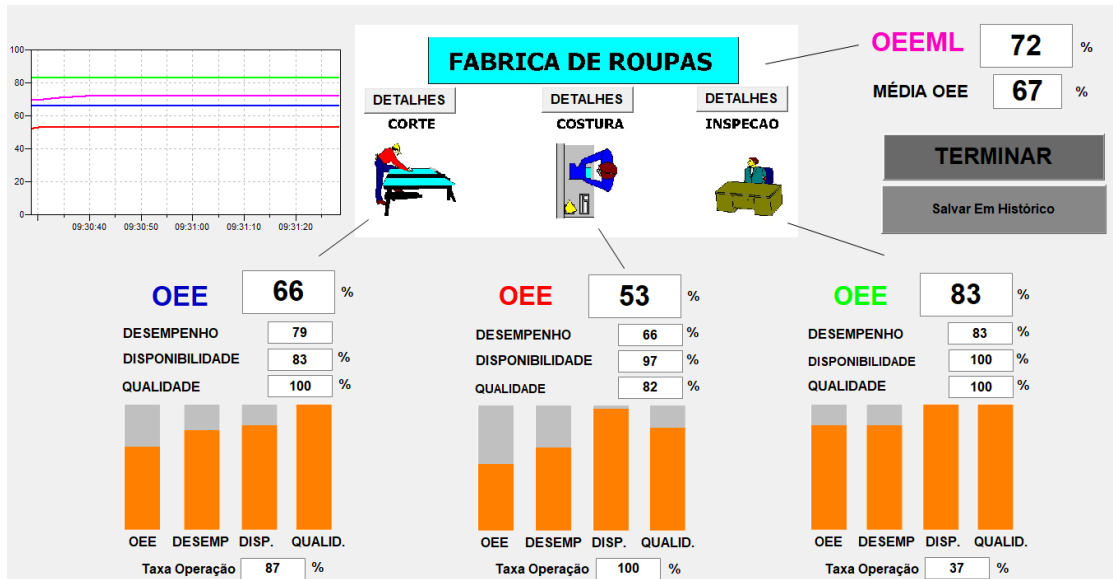 100
80
60
40
20
0
09:30:40 09:30:50 09:31:00 09:31:10 09:31:20
FABRICA DE ROUPAS
DETALHES DETALHES DETALHES
CORTE COSTURA INSPECAO
OEEML 72 %
MÉDIA OEE 67 %
TERMINAR
Salvar Em Histórico
OEE 66 %
DESEMPENHO 79
DISPONIBILIDADE 83 %
QUALIDADE 100 %
OEE DESEMP DISP. QUALID.
Taxa Operação 87 %
OEE 53 %
DESEMPENHO 66 %
DISPONIBILIDADE 97 %
QUALIDADE 82 %
OEE DESEMP DISP. QUALID.
Taxa Operação 100 %
OEE 83 %
DESEMPENHO 83 %
DISPONIBILIDADE 100 %
QUALIDADE 100 %
OEE DESEMP DISP. QUALID.
Taxa Operação 37 %